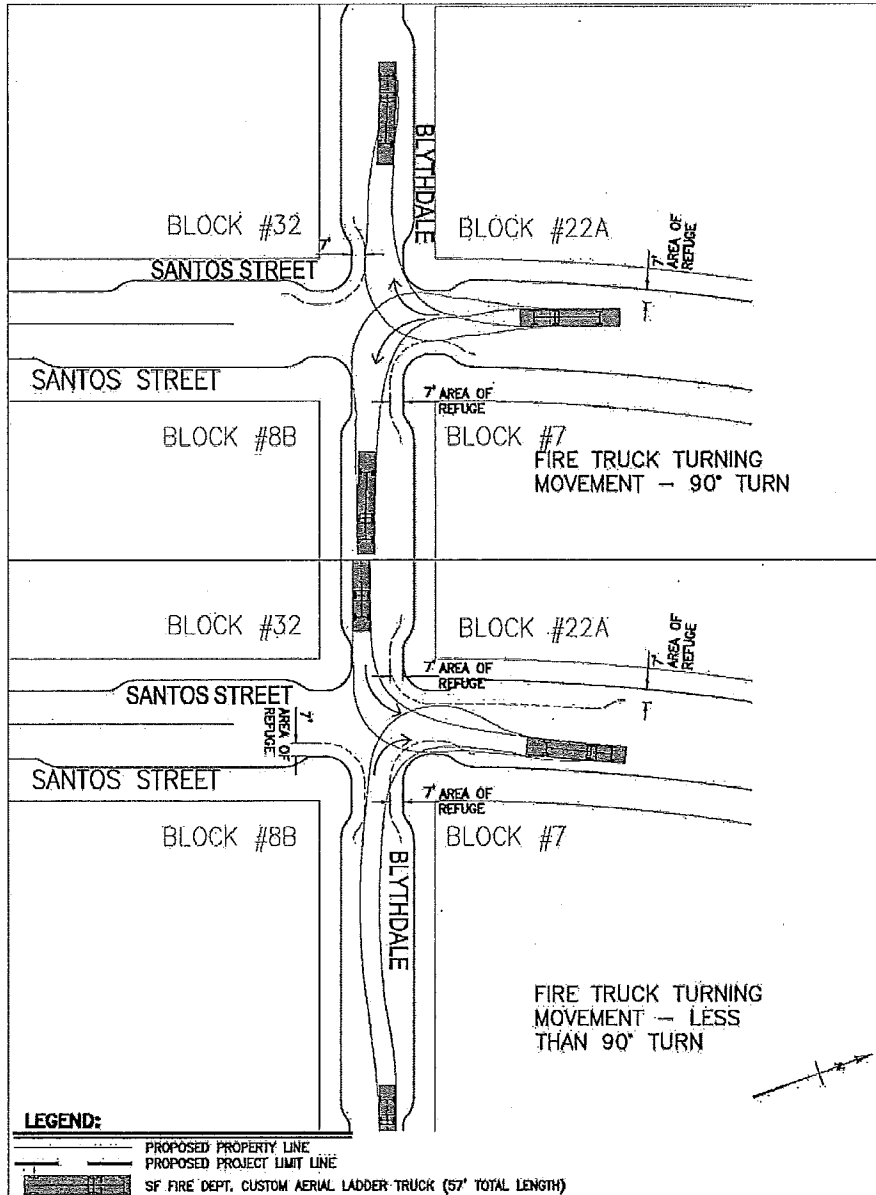 BLYTHDALE
BLOCK #32
BLOCK #22A
7'
SANTOS STREET
7'
AREA OF
REFUGE
SANTOS STREET
7' AREA OF
REFUGE
BLOCK #8B
BLOCK #7
FIRE TRUCK TURNING
MOVEMENT - 90° TURN
BLOCK #32
BLOCK #22A
7' AREA OF
REFUGE
7'
AREA OF
REFUGE
SANTOS STREET
7'
AREA OF
REFUGE
SANTOS STREET
7' AREA OF
REFUGE
BLOCK #8B
BLOCK #7
BLYTHDALE
FIRE TRUCK TURNING
MOVEMENT - LESS
THAN 90° TURN
LEGEND:
PROPOSED PROPERTY LINE
PROPOSED PROJECT LIMIT LINE
SF FIRE DEPT. CUSTOM AERIAL LADDER TRUCK (57' TOTAL LENGTH)